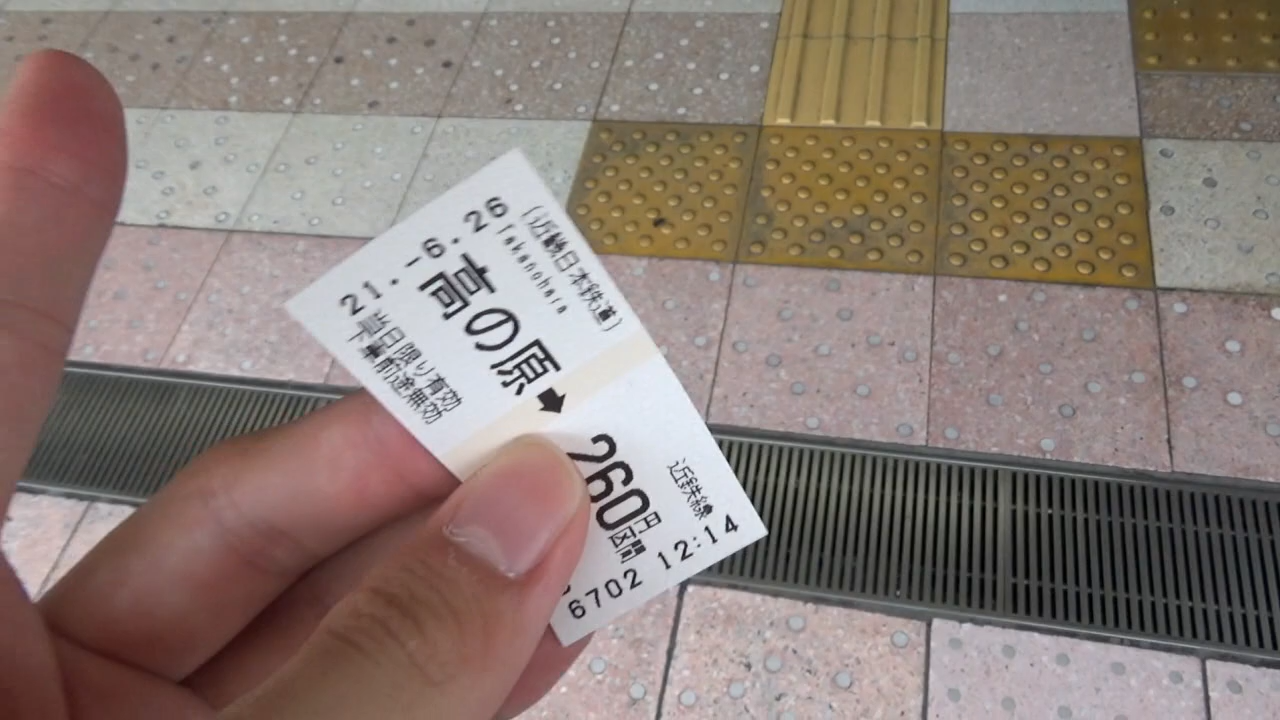 (近畿日本鉄道)
Takanohara
高の原➡260円区間
近鉄線
21.-6.26
当日限り有効
下車前途無効
6702 12:14